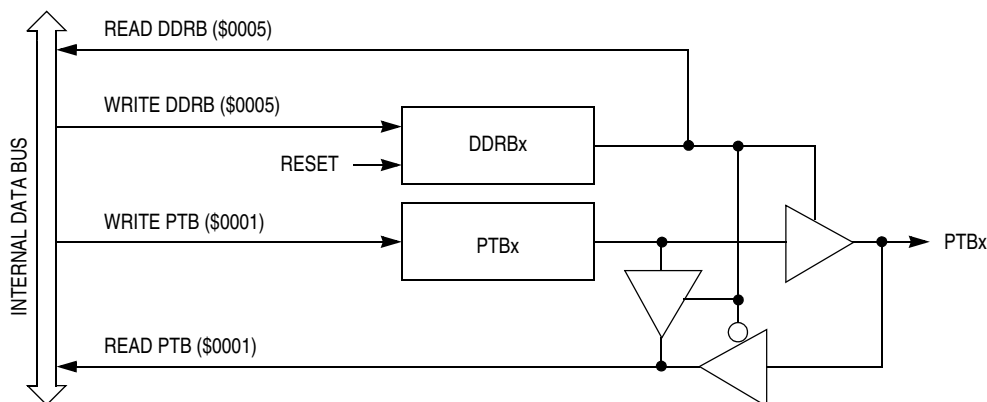 READ DDRB ($0005)
WRITE DDRB ($0005)
DDRBx
RESET
INTERNAL DATA BUS
WRITE PTB ($0001)
PTBx
PTBx
READ PTB ($0001)